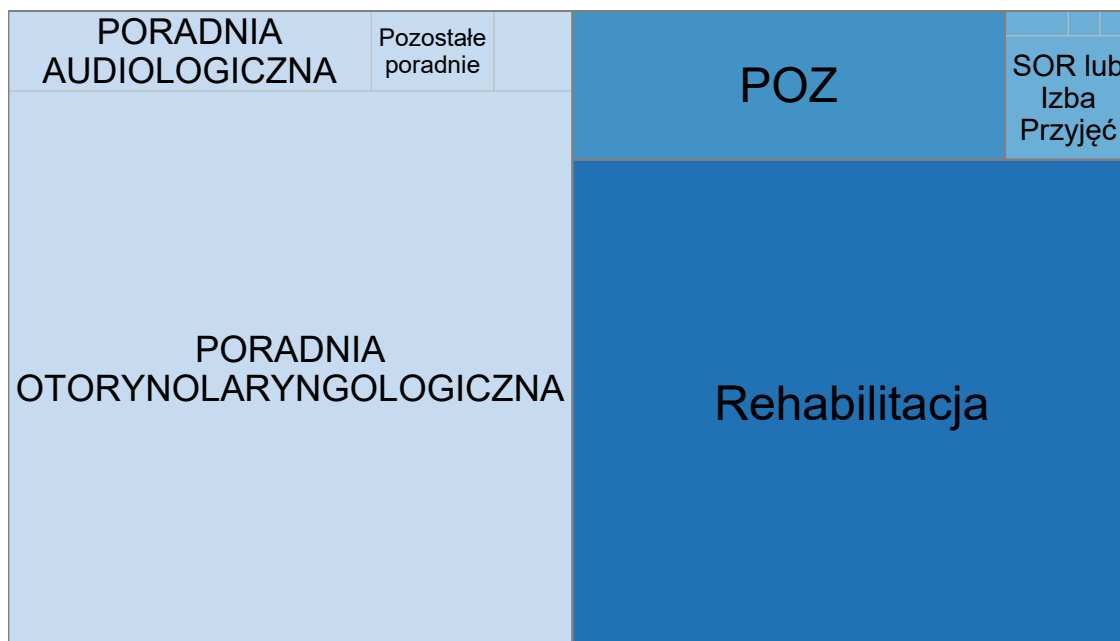 PORADNIA
AUDIOLOGICZNA
Pozostałe
poradnie
PORADNIA
OTORYNOLARYNGOLOGICZNA
POZ
SOR lub
Izba
Przyjęć
Rehabilitacja